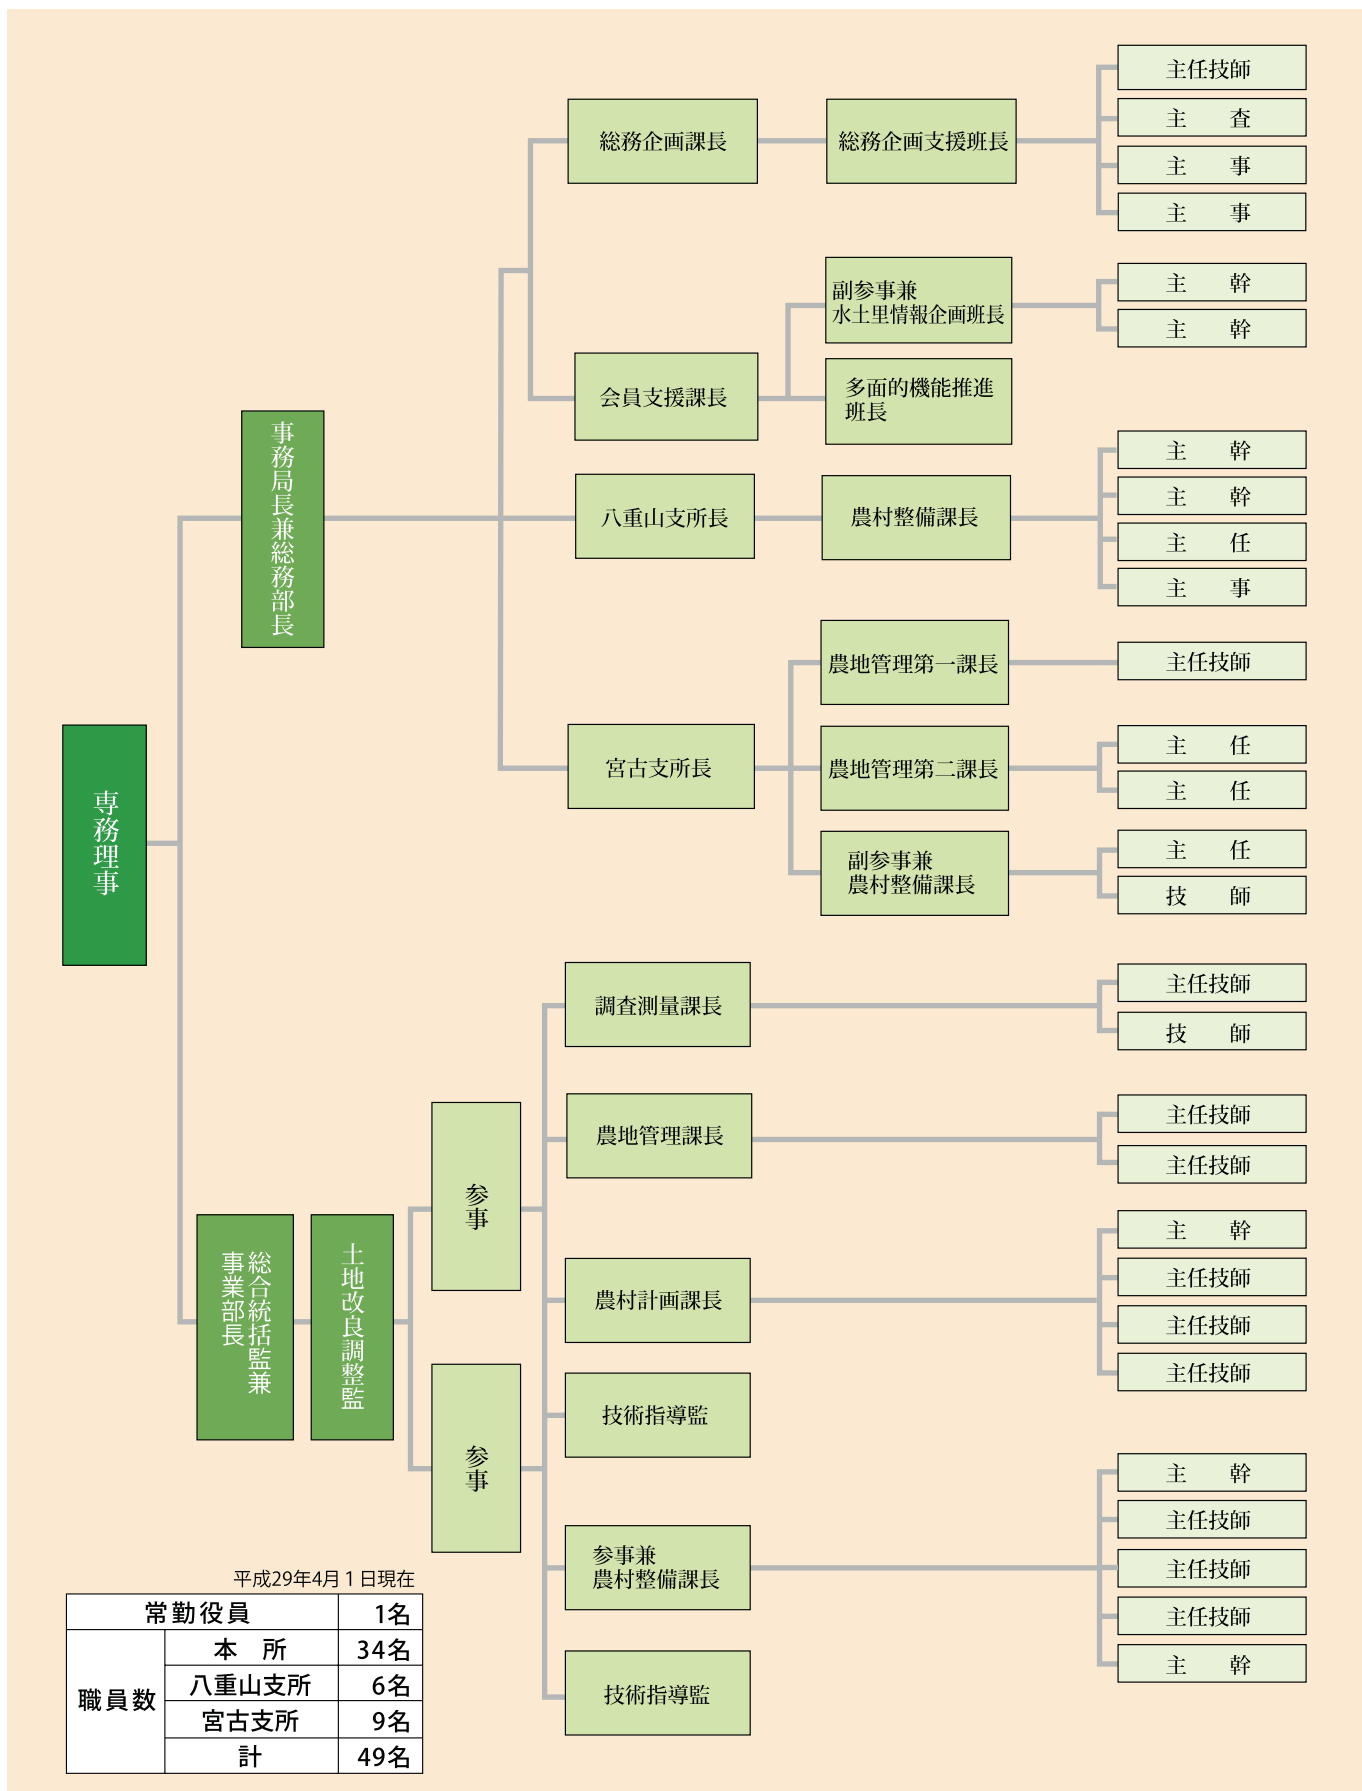 専務理事
事務局長兼総務部長
総務企画課長
総務企画支援班長
主任技師
主　査
主　事
主　事
会員支援課長
副参事兼
水土里情報企画班長
主　幹
主　幹
多面的機能推進
班長
八重山支所長
農村整備課長
主　幹
主　幹
主　任
主　事
宮古支所長
農地管理第一課長
主任技師
農地管理第二課長
主　任
主　任
副参事兼
農村整備課長
主　任
技　師
総合統括監兼
事業部長
土地改良調整監
参事
参事
調査測量課長
主任技師
技　師
農地管理課長
主任技師
主任技師
農村計画課長
主　幹
主任技師
主任技師
主任技師
技術指導監
参事兼
農村整備課長
主　幹
主任技師
主任技師
主任技師
主　幹
技術指導監
平成29年4月１日現在
常勤役員　1名
職員数
本　所　34名
八重山支所　6名
宮古支所　9名
計　49名